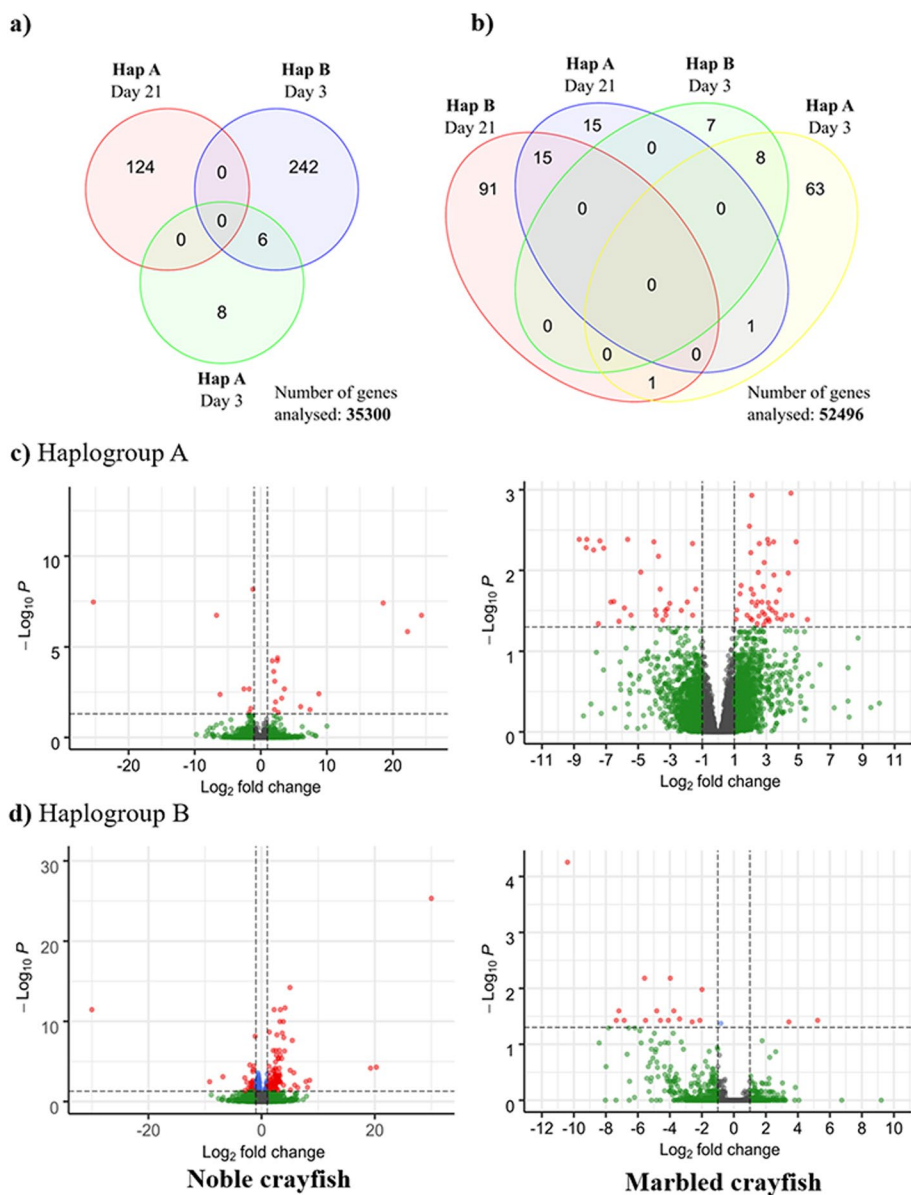 a)
Hap A
Day 21
Hap B
Day 3
124
0
242
0
0
6
8
Hap A
Day 3
Number of genes
analysed: 35300
b)
Hap B
Day 21
Hap A
Day 21
Hap B
Day 3
Hap A
Day 3
15
7
0
15
8
91
63
0
0
0
0
1
0
0
1
Number of genes
analysed: 52496
c) Haplogroup A
− Log10 P
10
5
0
-20
-10
0
10
20
Log2 fold change
− Log10 P
3
2
1
0
-11
-9
-7
-5
-3
-1
1
3
5
7
9
11
Log2 fold change
d) Haplogroup B
− Log10 P
30
20
10
0
-20
0
20
Log2 fold change
Noble crayfish
− Log10 P
4
3
2
1
0
-12
-10
-8
-6
-4
-2
0
2
4
6
8
10
12
Log2 fold change
Marbled crayfish